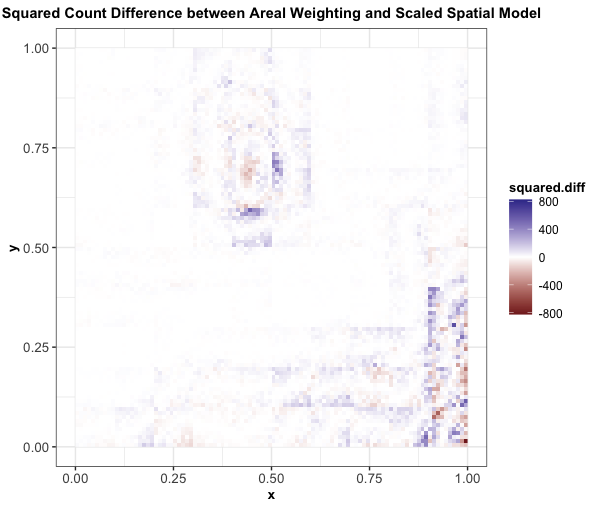 Squared Count Difference between Areal Weighting and Scaled Spatial Model
1.00
0.75
0.50
0.25
0.00
y
0.00 0.25 0.50 0.75 1.00
x
squared.diff
800
400
0
-400
-800